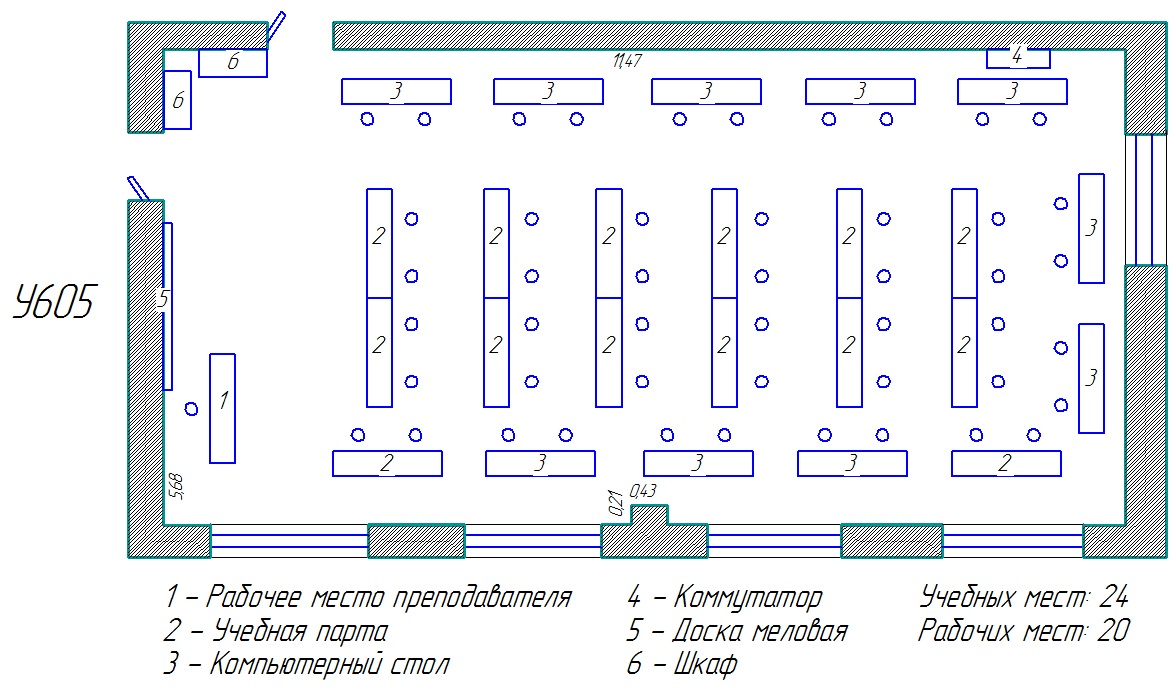 6
11,47
4
6
3 3 3 3 3
2 2 2 2 2 2
3
У605
5
2 2 2 2 2 2
3
1
2 3 3 3 2
5,68
0,21
0,43
1 – Рабочее место преподавателя
2 – Учебная парта
3 – Компьютерный стол
4 – Коммутатор
5 – Доска меловая
6 – Шкаф
Учебных мест: 24
Рабочих мест: 20